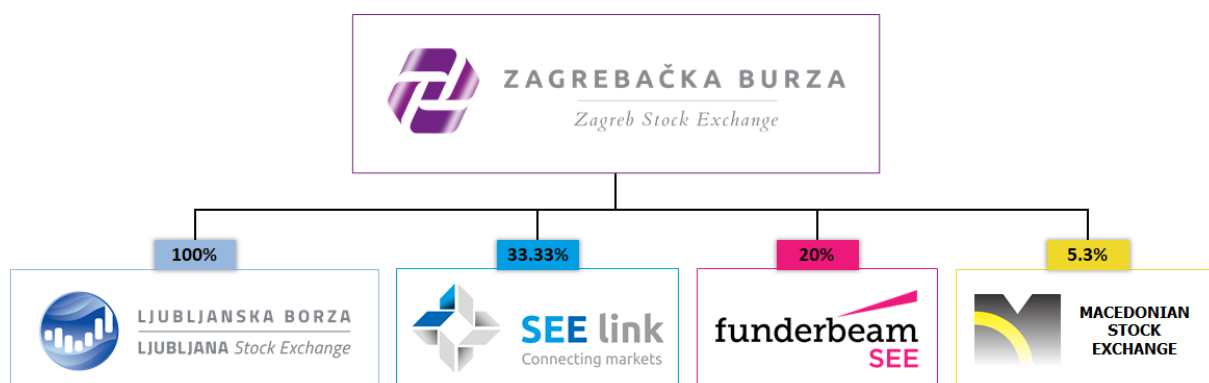 ZAGREBAČKA BURZA
Zagreb Stock Exchange
100%
33.33%
20%
5.3%
LJUBLJANSKA BORZA
LJUBLJANA Stock Exchange
SEE link
Connecting markets
funderbeam
SEE
MACEDONIAN
STOCK
EXCHANGE